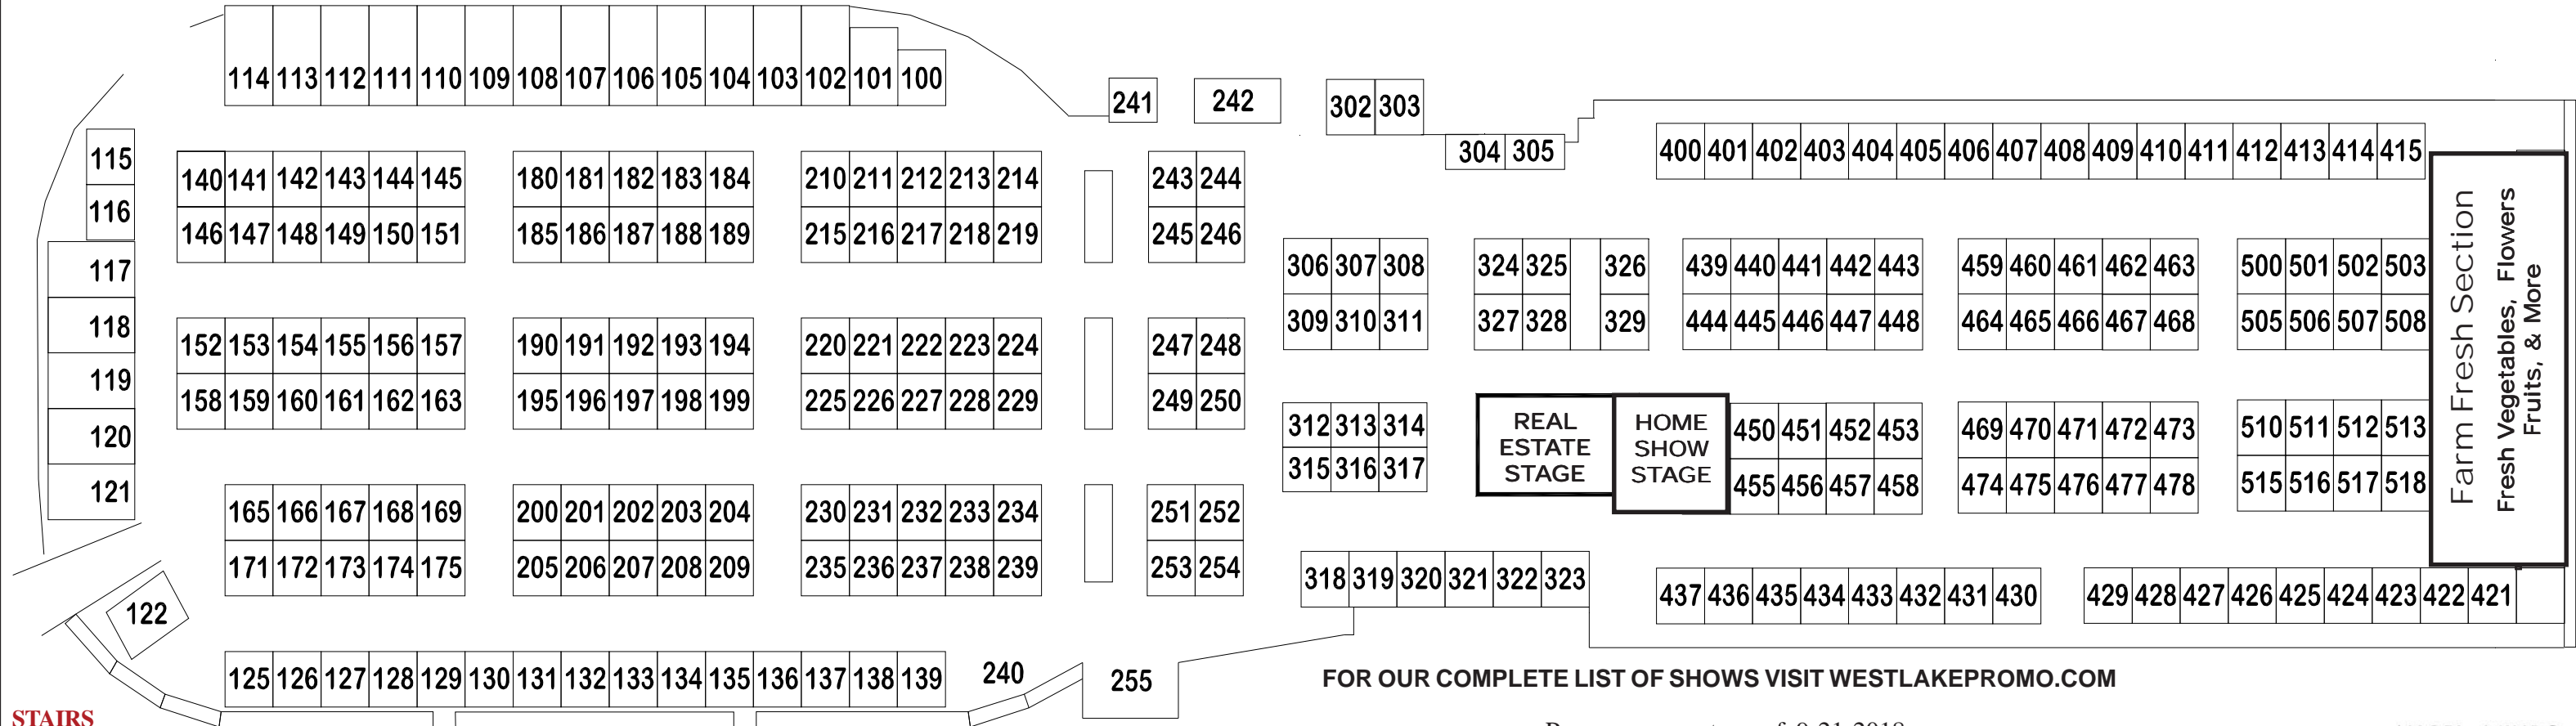 114 113 112 111 110 109 108 107 106 105 104 103 102 101 100
241 242 302 303
304 305
400 401 402 403 404 405 406 407 408 409 410 411 412 413 414 415
115
116
117
118
119
120
121
122
140 141 142 143 144 145 180 181 182 183 184 210 211 212 213 214 243 244
146 147 148 149 150 151 185 186 187 188 189 215 216 217 218 219 245 246
306 307 308 324 325 326 439 440 441 442 443 459 460 461 462 463 500 501 502 503
309 310 311 327 328 329 444 445 446 447 448 464 465 466 467 468 505 506 507 508
152 153 154 155 156 157 190 191 192 193 194 220 221 222 223 224 247 248
158 159 160 161 162 163 195 196 197 198 199 225 226 227 228 229 249 250
312 313 314
315 316 317
REAL
ESTATE
STAGE
HOME
SHOW
STAGE
450 451 452 453 469 470 471 472 473 510 511 512 513
455 456 457 458 474 475 476 477 478 515 516 517 518
Farm Fresh Section
Fresh Vegetables, Flowers
Fruits, & More
165 166 167 168 169 200 201 202 203 204 230 231 232 233 234 251 252
171 172 173 174 175 205 206 207 208 209 235 236 237 238 239 253 254
318 319 320 321 322 323
437 436 435 434 433 432 431 430 429 428 427 426 425 424 423 422 421
125 126 127 128 129 130 131 132 133 134 135 136 137 138 139 240 255
FOR OUR COMPLETE LIST OF SHOWS VISIT WESTLAKEPROMO.COM
STAIRS
9-21-2018